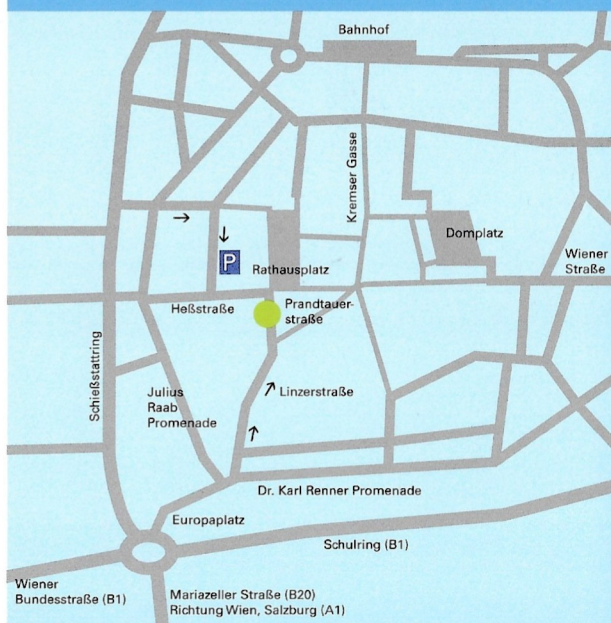 Bahnhof
Kremser Gasse
Domplatz
Wiener
Straße
P
Rathausplatz
Heßstraße
Prandtauer-
straße
Schießstattring
Julius
Raab
Promenade
Linzerstraße
Dr. Karl Renner Promenade
Europaplatz
Schulring (B1)
Wiener
Bundesstraße (B1)
Mariazeller Straße (B20)
Richtung Wien, Salzburg (A1)